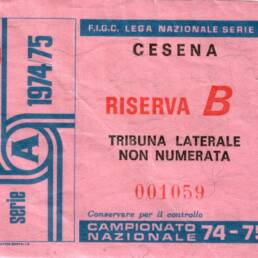 F.I.G.C. LEGA NAZIONALE SERIE
CESENA
1974/75
A
serie
RISERVA B
TRIBUNA LATERALE
NON NUMERATA
001059
Conservare per il controllo
CAMPIONATO
NAZIONALE 74-75